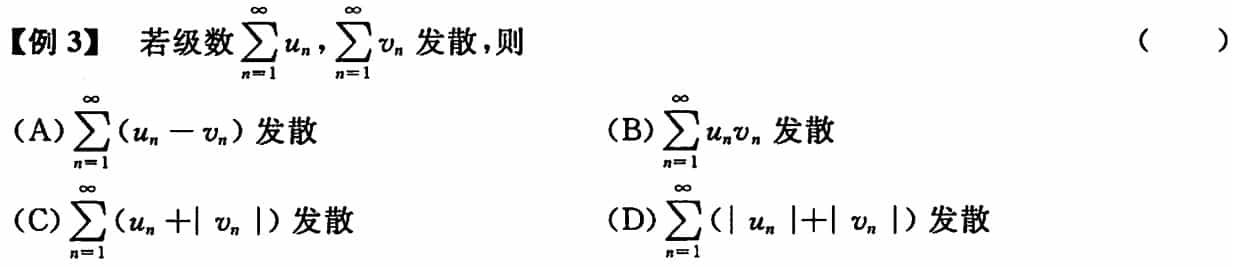 【例 3】 若级数$\sum_{n=1}^{\infty} u_n$, $\sum_{n=1}^{\infty} v_n$ 发散,则 ( )
(A) $\sum_{n=1}^{\infty} (u_n - v_n)$ 发散 (B) $\sum_{n=1}^{\infty} u_n v_n$ 发散
(C) $\sum_{n=1}^{\infty} (u_n + | v_n |)$ 发散 (D) $\sum_{n=1}^{\infty} (| u_n | + | v_n |)$ 发散